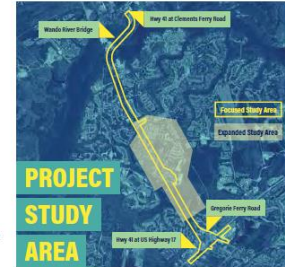 Hwy 41 at Clements Ferry Road
Wando River Bridge
Focused Study Area
Expanded Study Area
PROJECT
STUDY
AREA
Gregorie Ferry Road
Hwy 41 at US Highway 17